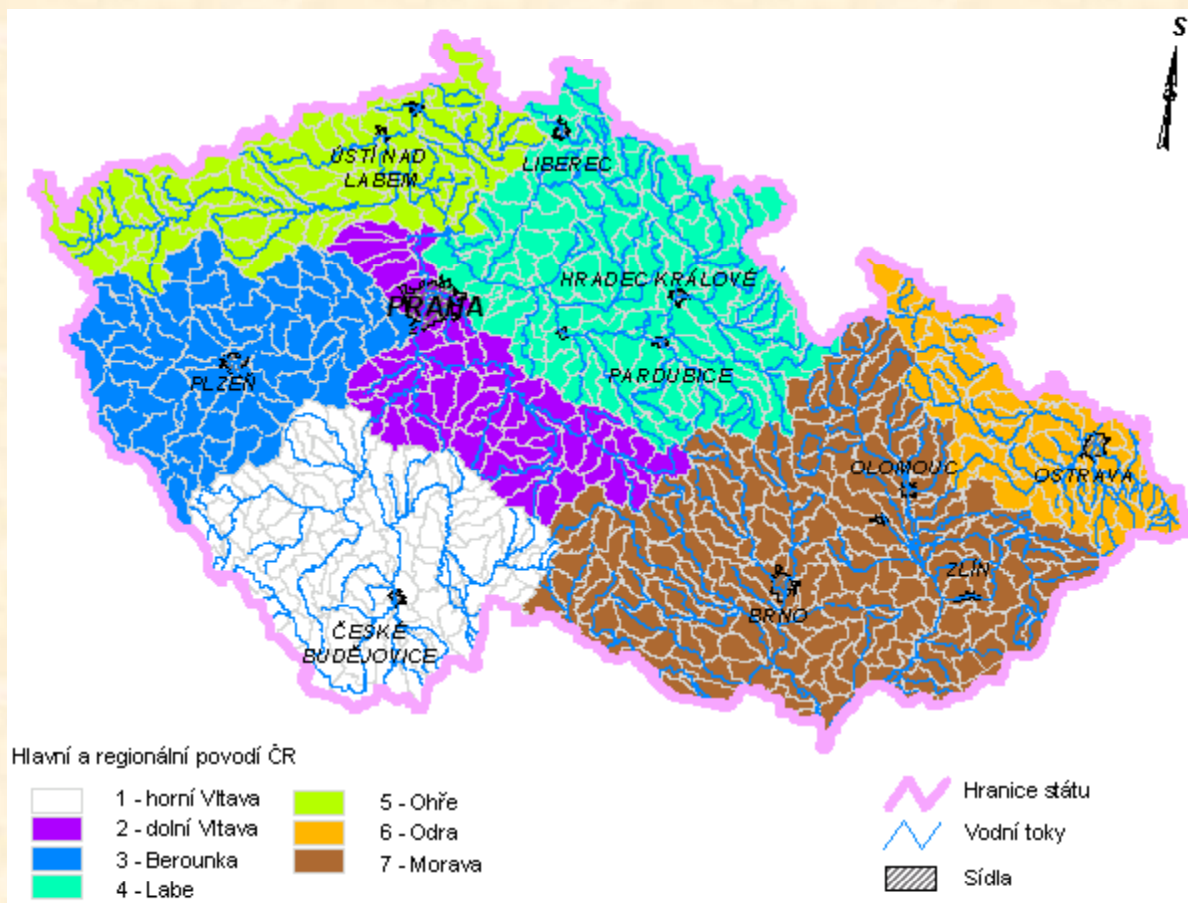 S
ÚSTÍ NAD
LABEM
LIBEREC
HRADEC KRÁLOVÉ
PRAHA
PLZEŇ
PARDUBICE
OLOMOUC
OSTRAVA
ZLÍN
BRNO
ČESKÉ
BUDĚJOVICE
Hlavní a regionální povodí ČR
1 - horní Vltava
2 - dolní Vltava
3 - Berounka
4 - Labe
5 - Ohře
6 - Odra
7 - Morava
Hranice státu
Vodní toky
Sídla